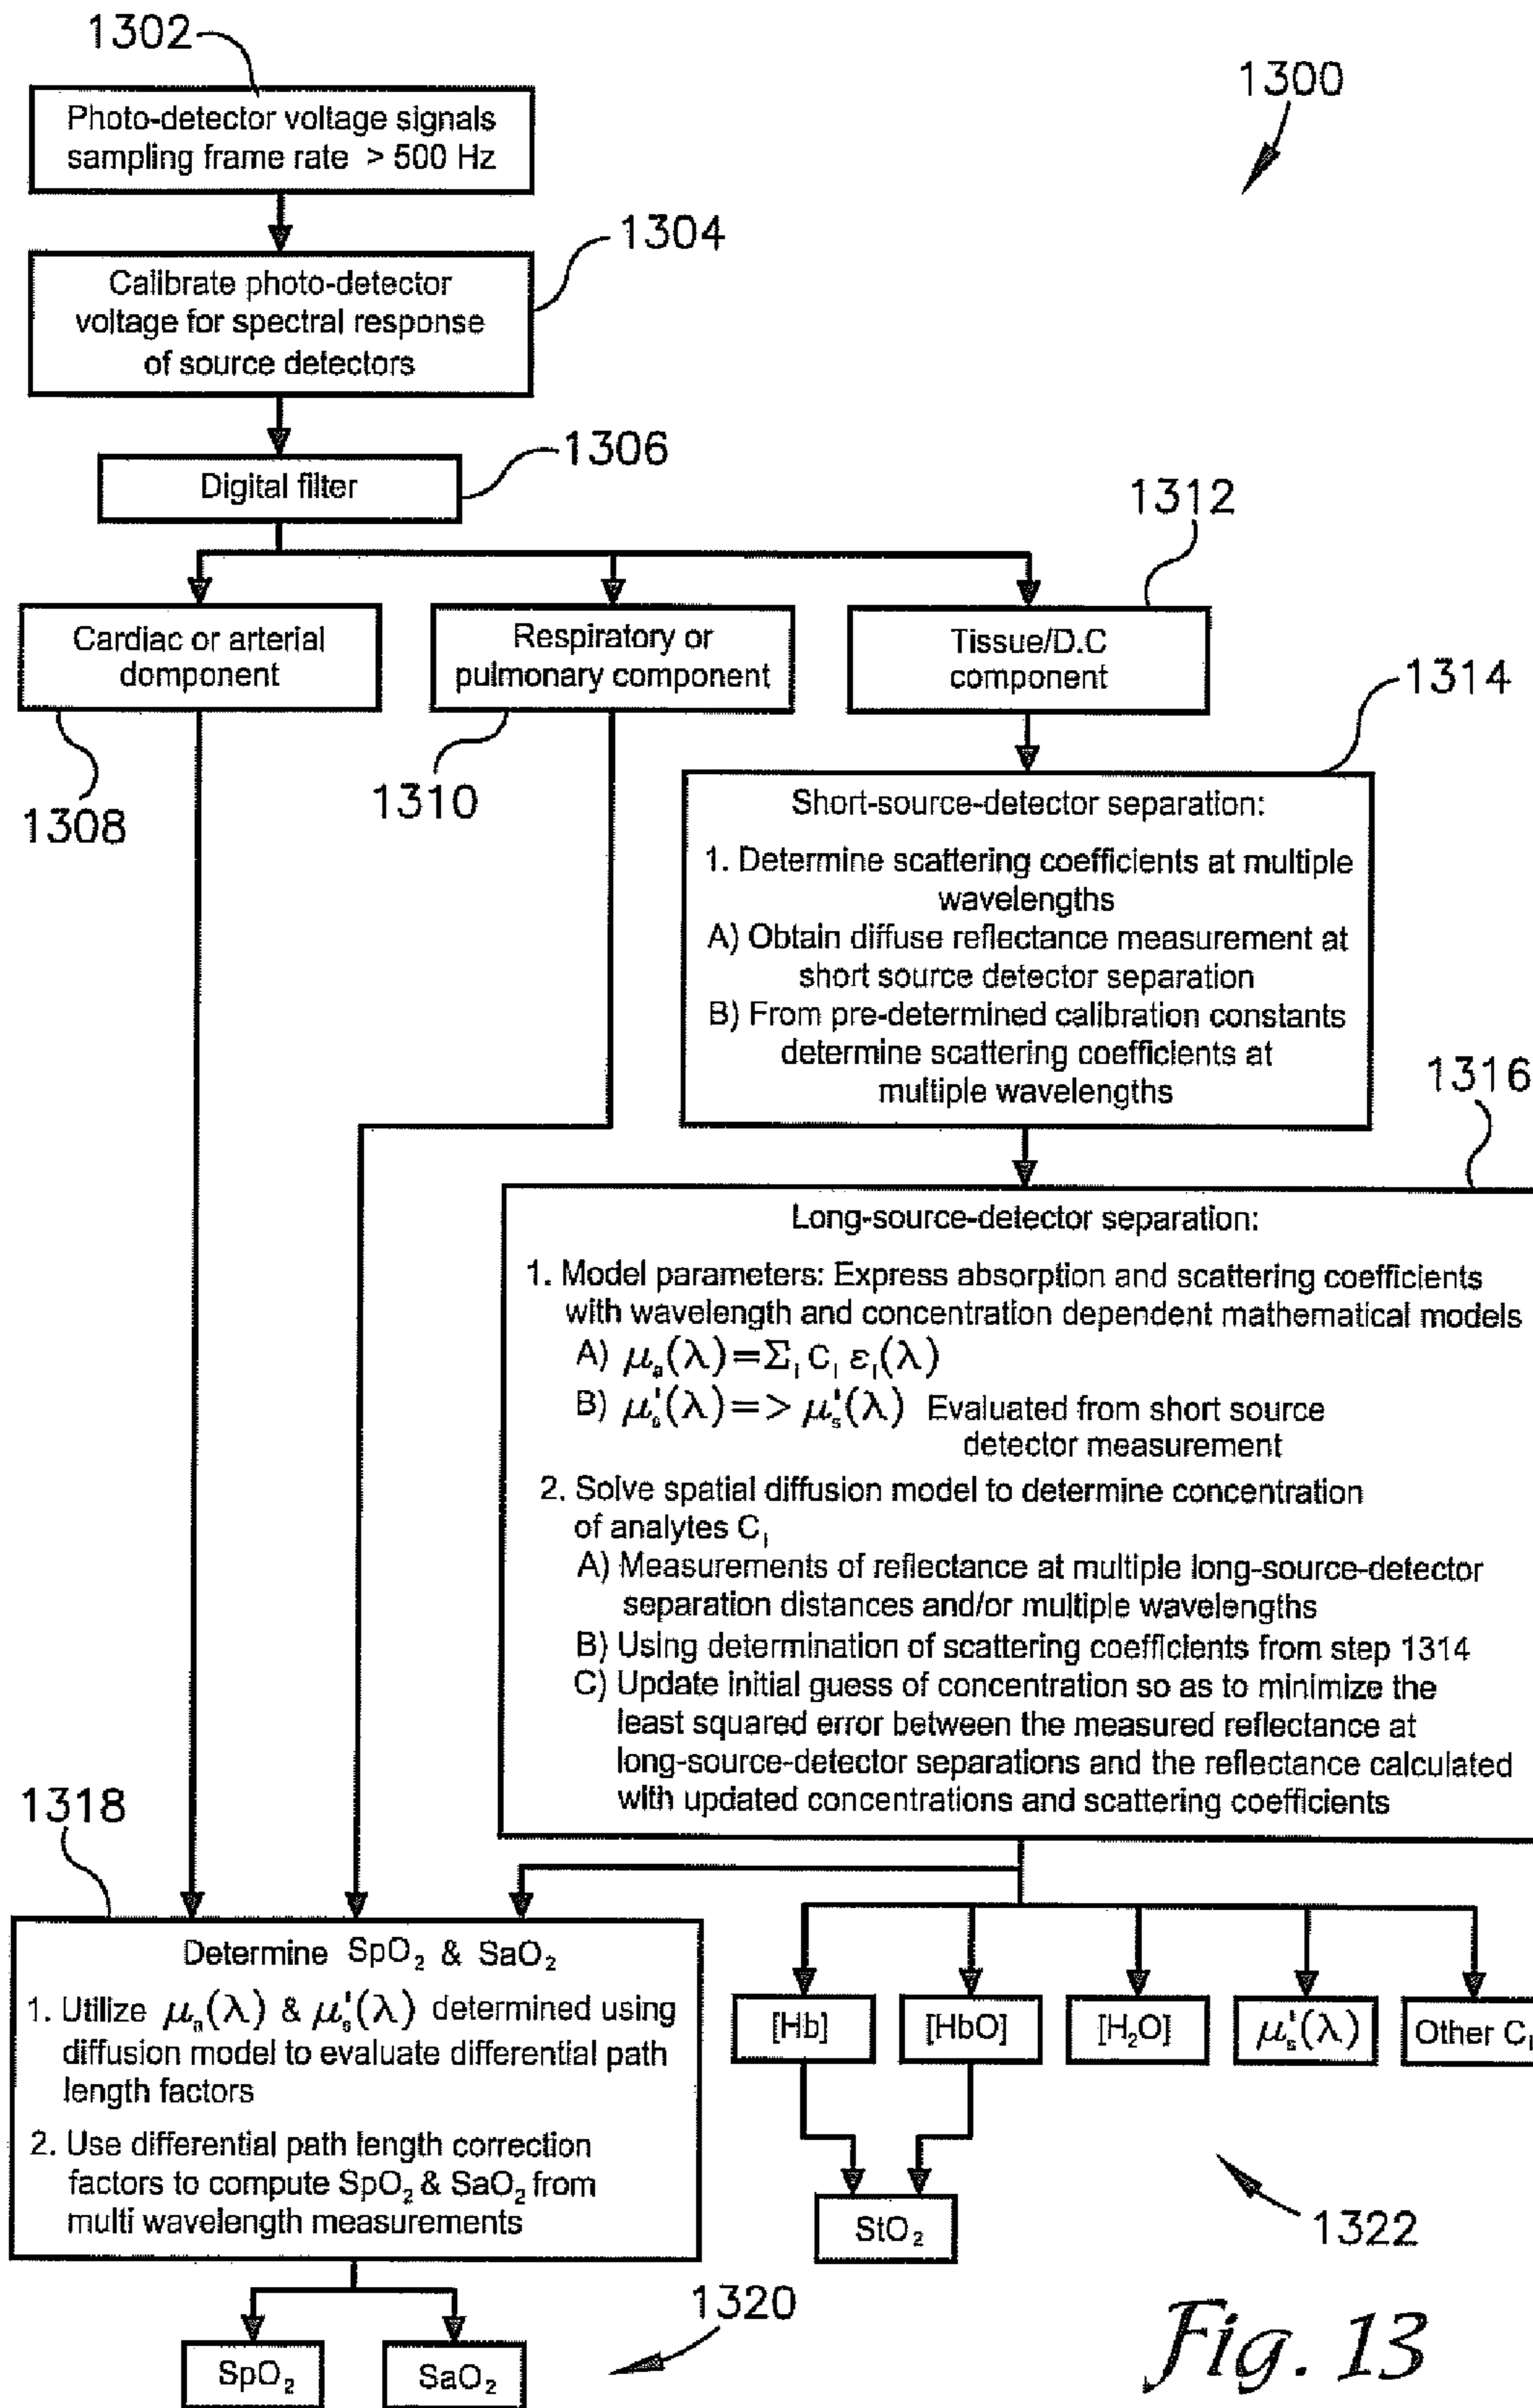 1302
1300
Photo-detector voltage signals
sampling frame rate > 500 Hz
1304
Calibrate photo-detector
voltage for spectral response
of source detectors
1306
Digital filter
1312
Cardiac or arterial
domponent
Respiratory or
pulmonary component
Tissue/D.C
component
1314
1308
1310
Short-source-detector separation:
1. Determine scattering coefficients at multiple
wavelengths
A) Obtain diffuse reflectance measurement at
short source detector separation
B) From pre-determined calibration constants
determine scattering coefficients at
multiple wavelengths
1316
Long-source-detector separation:
1. Model parameters: Express absorption and scattering coefficients
with wavelength and concentration dependent mathematical models
A) μₐ(λ)=Σᵢ Cᵢ εᵢ(λ)
B) μₛ'(λ)=> μₛ'(λ) Evaluated from short source
detector measurement
2. Solve spatial diffusion model to determine concentration
of analytes Cᵢ
A) Measurements of reflectance at multiple long-source-detector
separation distances and/or multiple wavelengths
B) Using determination of scattering coefficients from step 1314
C) Update initial guess of concentration so as to minimize the
least squared error between the measured reflectance at
long-source-detector separations and the reflectance calculated
with updated concentrations and scattering coefficients
1318
Determine SpO₂ & SaO₂
1. Utilize μₐ(λ) & μₛ'(λ) determined using
diffusion model to evaluate differential path
length factors
2. Use differential path length correction
factors to compute SpO₂ & SaO₂ from
multi wavelength measurements
[Hb]
[HbO]
[H₂O]
μₛ'(λ)
Other Cᵢ
StO₂
1322
1320
SpO₂
SaO₂
Fig. 13